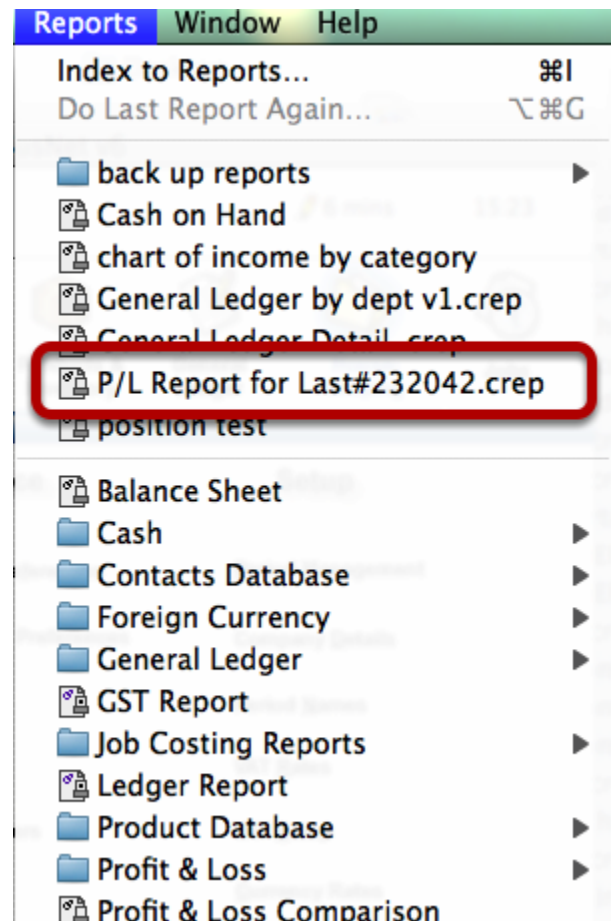 Reports Window Help
Index to Reports... ⌘I
Do Last Report Again... ⌥⌘G
back up reports
Cash on Hand
chart of income by category
General Ledger by dept v1.crep
General Ledger Detail .crep
P/L Report for Last#232042.crep
position test
Balance Sheet
Cash
Contacts Database
Foreign Currency
General Ledger
GST Report
Job Costing Reports
Ledger Report
Product Database
Profit & Loss
Profit & Loss Comparison